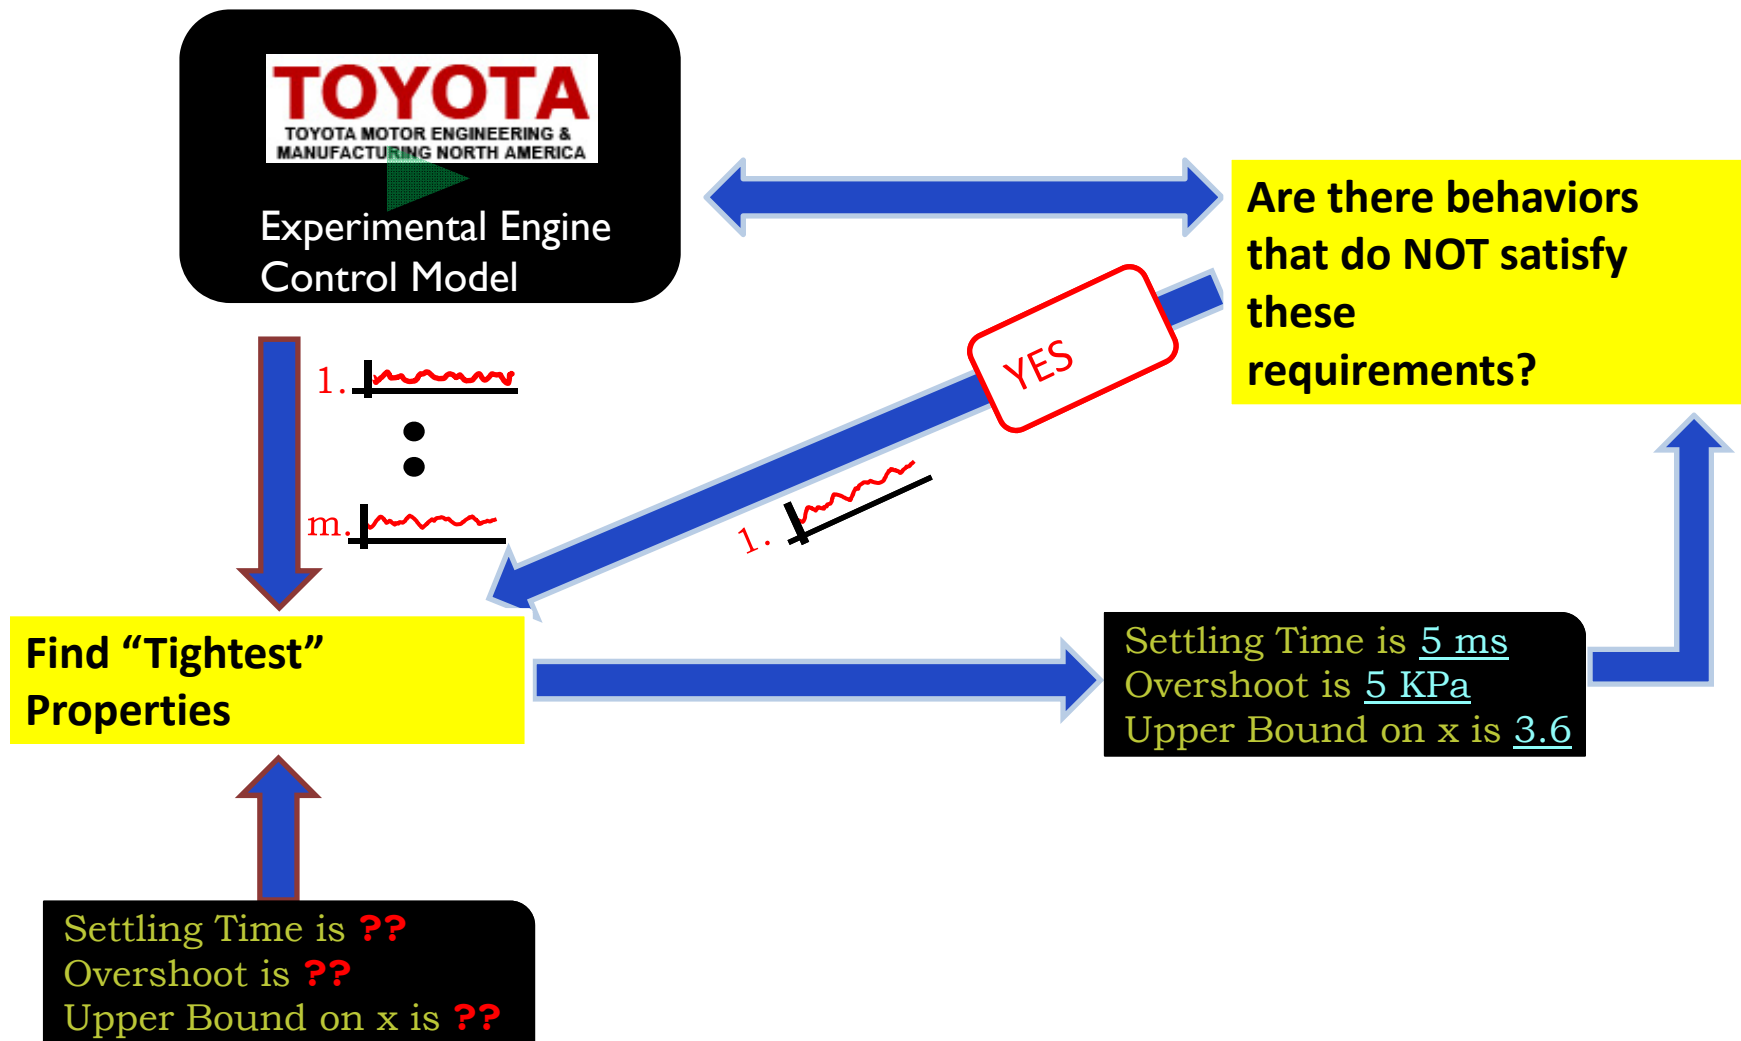 TOYOTA
TOYOTA MOTOR ENGINEERING &
MANUFACTURING NORTH AMERICA
Experimental Engine
Control Model
Are there behaviors
that do NOT satisfy
these
requirements?
YES
1.
m.
1.
Find “Tightest”
Properties
Settling Time is 5 ms
Overshoot is 5 KPa
Upper Bound on x is 3.6
Settling Time is ??
Overshoot is ??
Upper Bound on x is ??